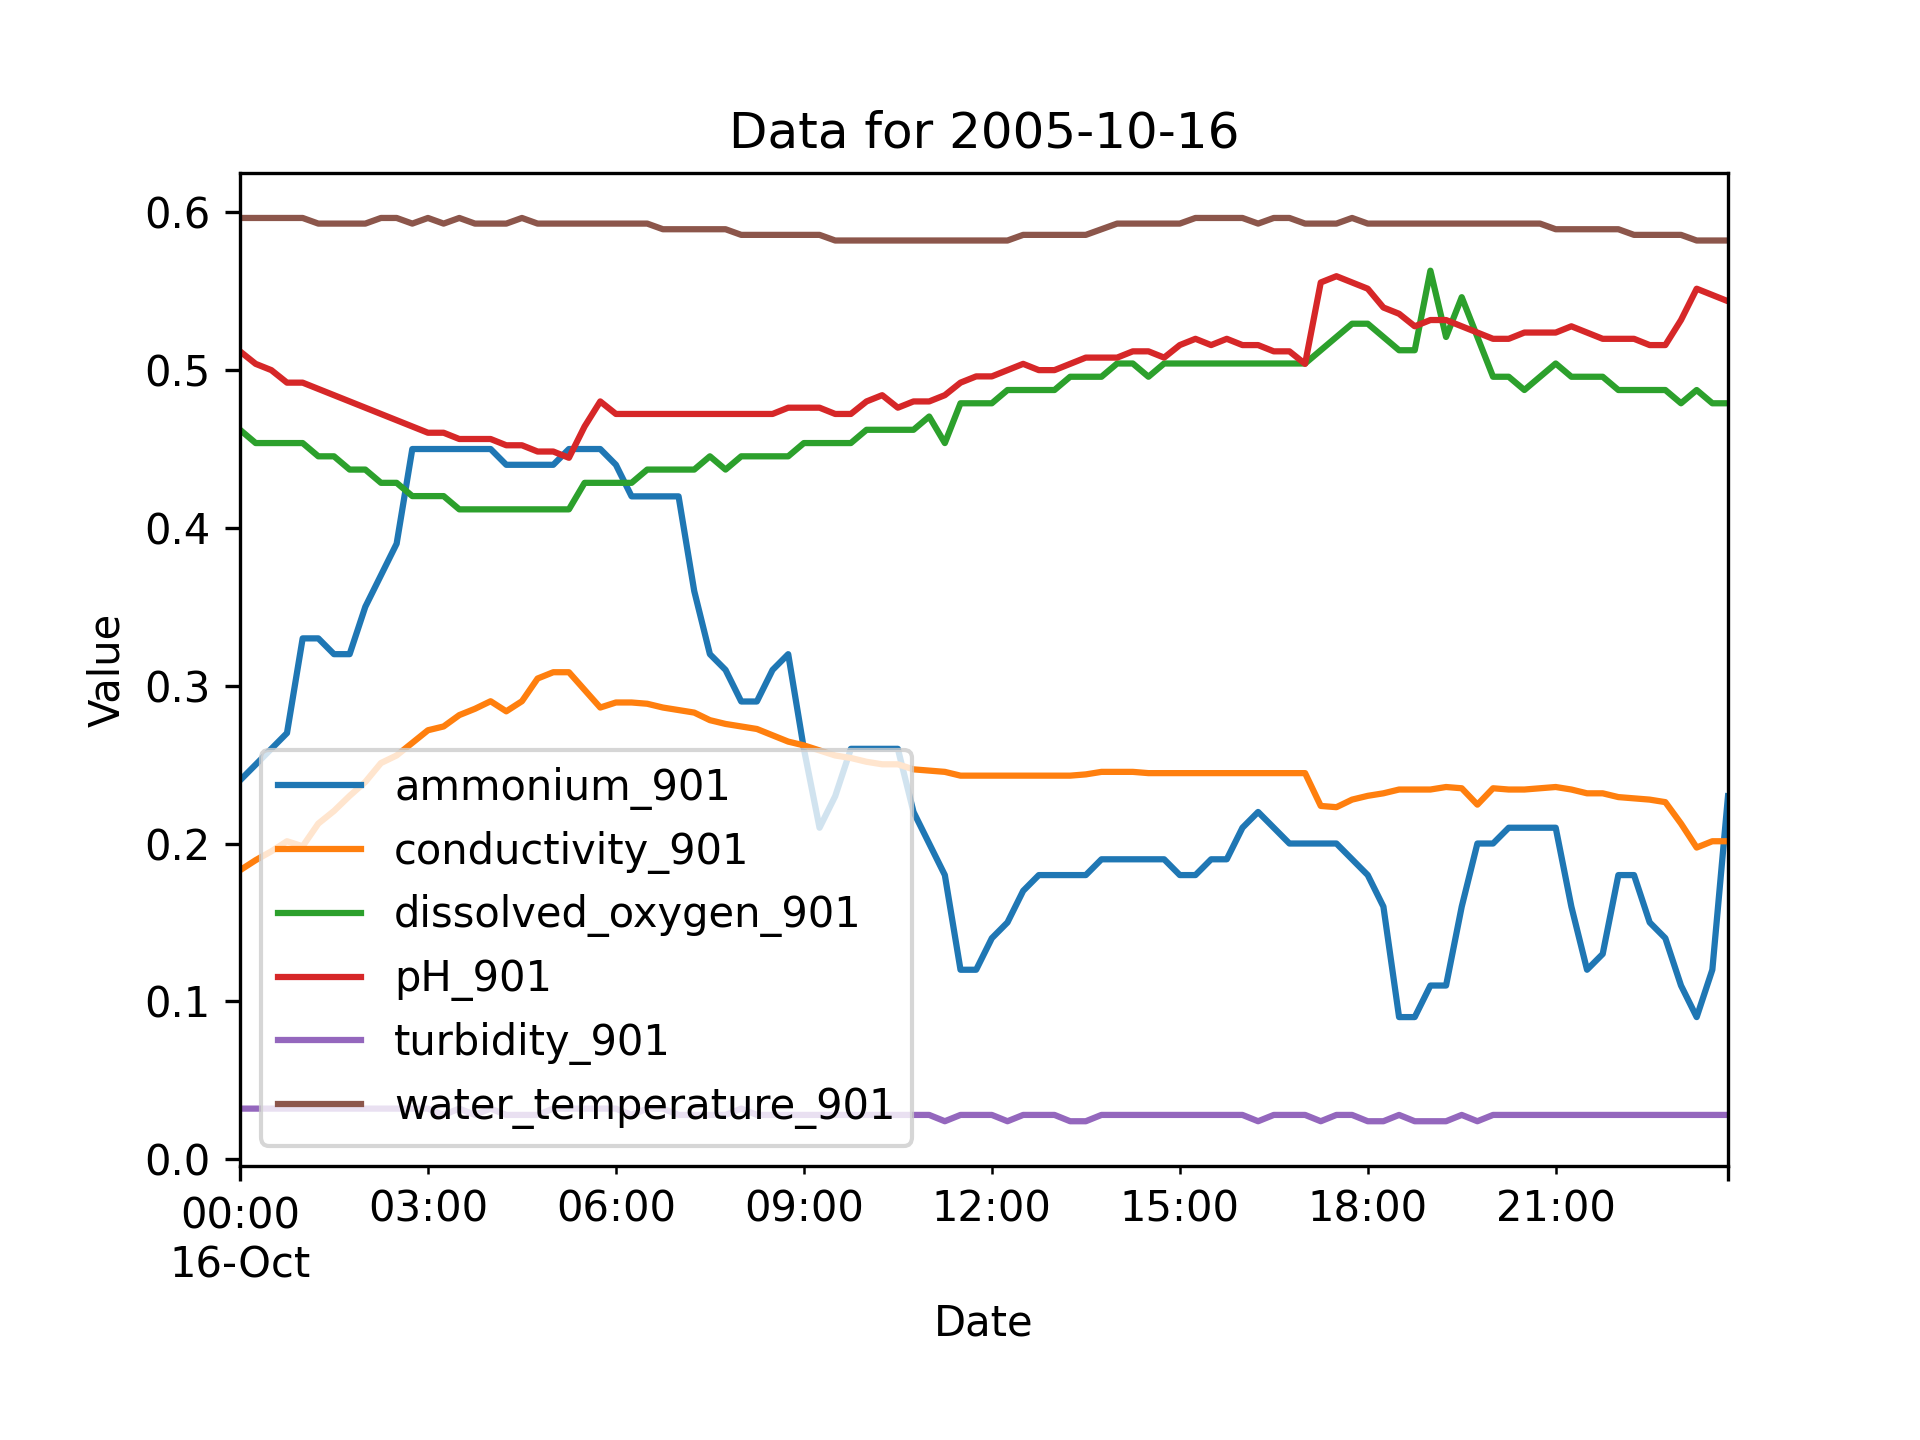 Data for 2005-10-16
Value
0.6
0.5
0.4
0.3
0.2
0.1
0.0
ammonium_901
conductivity_901
dissolved_oxygen_901
pH_901
turbidity_901
water_temperature_901
00:00 03:00 06:00 09:00 12:00 15:00 18:00 21:00
16-Oct
Date